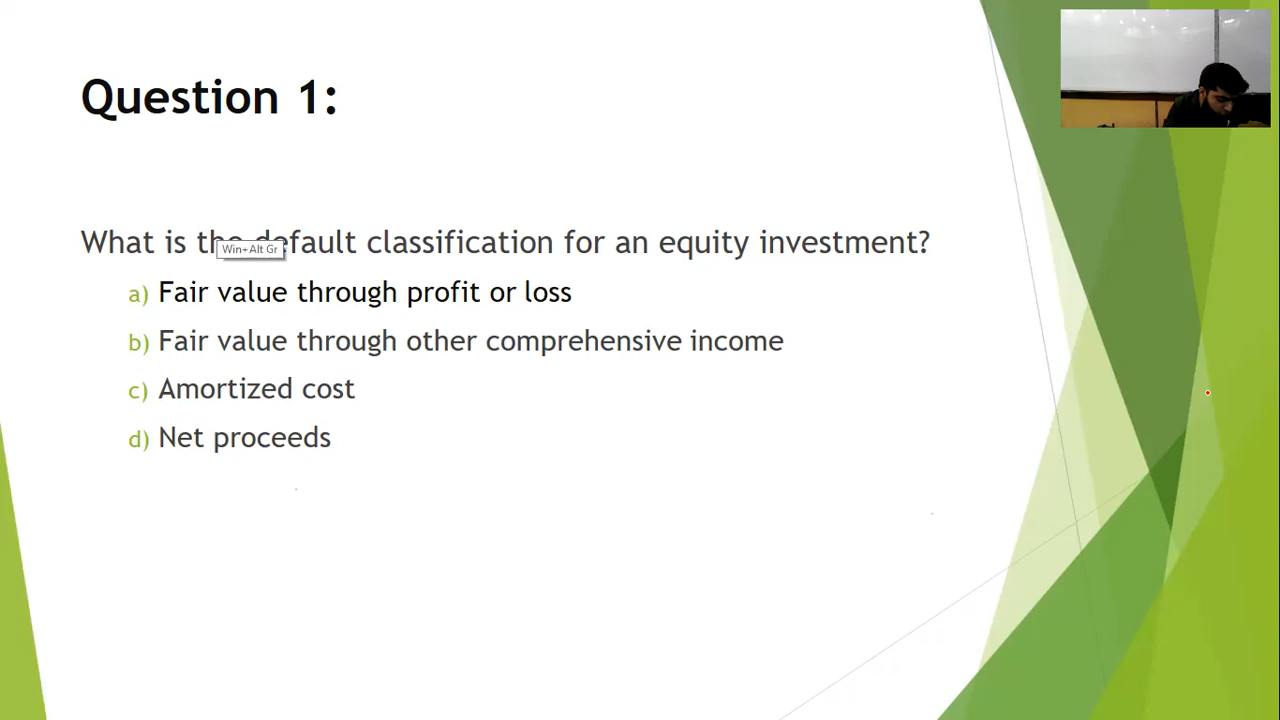 Question 1:
What is the default classification for an equity investment?
Win+Alt Gr
a) Fair value through profit or loss
b) Fair value through other comprehensive income
c) Amortized cost
d) Net proceeds